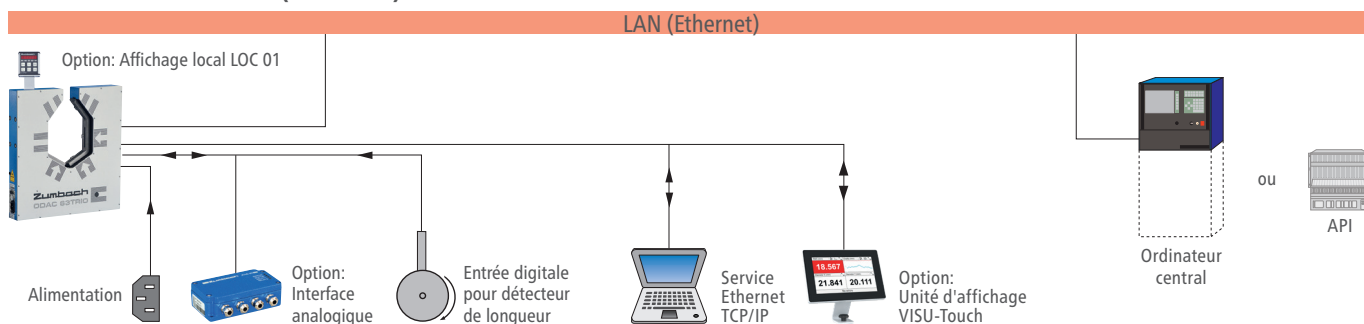 LAN (Ethernet)
Option: Affichage local LOC 01
Zumbach
ODAC 63TRIO
Alimentation
Option:
Interface
analogique
Entrée digitale
pour détecteur
de longueur
Service
Ethernet
TCP/IP
18.567
21.841 20.111
Option:
Unité d'affichage
VISU-Touch
Ordinateur
central
ou
API